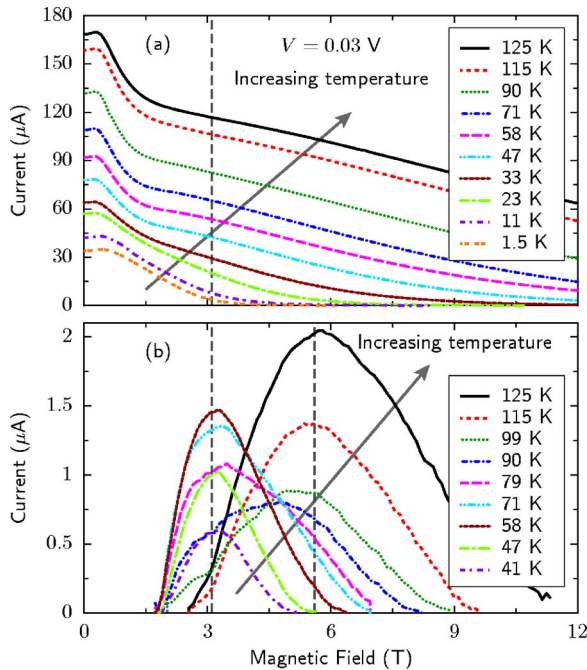 180
150
120
90
60
30
0
Current (μA)
(a)
V = 0.03 V
Increasing temperature
125 K
115 K
90 K
71 K
58 K
47 K
33 K
23 K
11 K
1.5 K
2
1.5
1
0.5
0
Current (μA)
(b)
Increasing temperature
125 K
115 K
99 K
90 K
79 K
71 K
58 K
47 K
41 K
0 3 6 9 12
Magnetic Field (T)